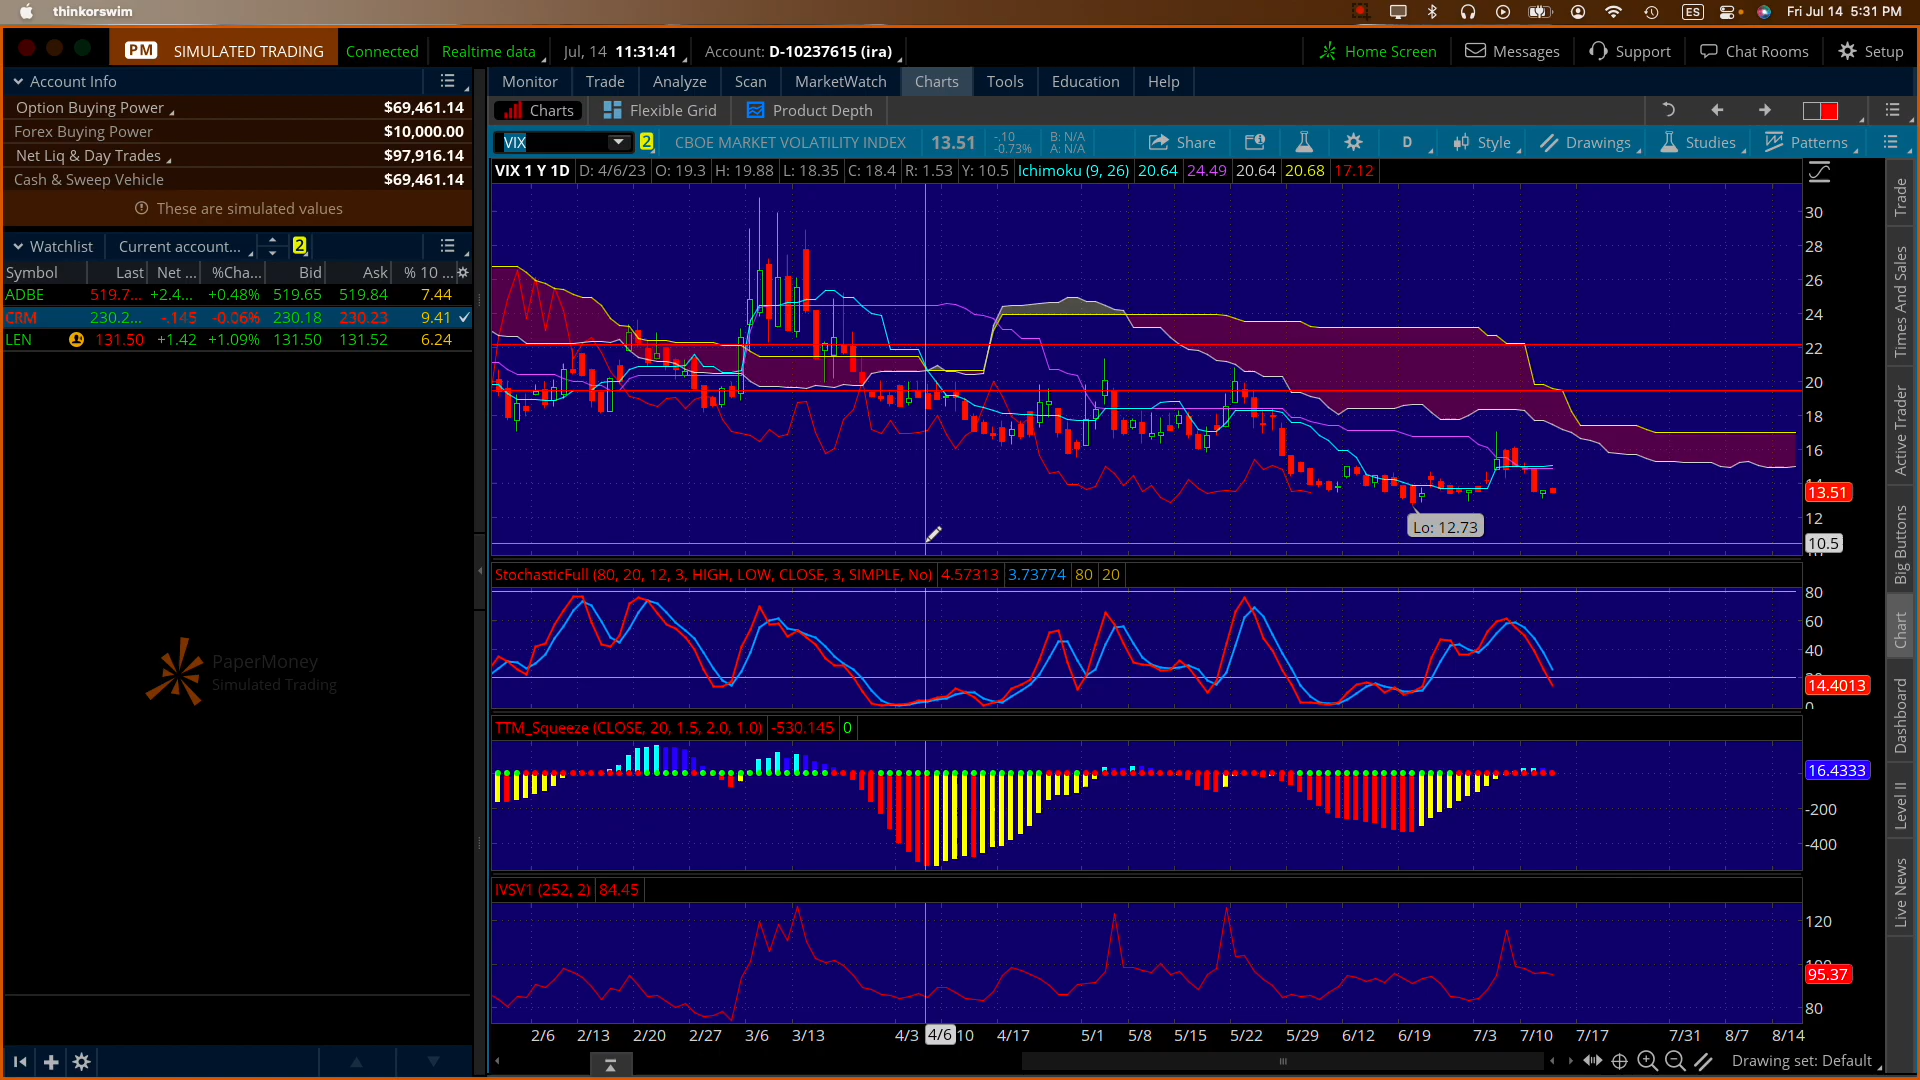 thinkorswim
ES
Fri Jul 14 5:31 PM
PM SIMULATED TRADING Connected Realtime data Jul, 14 11:31:41 Account: D-10237615 (ira) Home Screen Messages Support Chat Rooms Setup
Account Info
Option Buying Power $69,461.14
Forex Buying Power $10,000.00
Net Liq & Day Trades $97,916.14
Cash & Sweep Vehicle $69,461.14
These are simulated values
Watchlist Current account... 2
Symbol Last Net ... %Cha... Bid Ask % 10 ...
ADBE 519.7... +2.4... +0.48% 519.65 519.84 7.44
CRM 230.2... -.145 -0.06% 230.18 230.23 9.41
LEN 131.50 +1.42 +1.09% 131.50 131.52 6.24
PaperMoney
Simulated Trading
Monitor Trade Analyze Scan MarketWatch Charts Tools Education Help
Charts Flexible Grid Product Depth
VIX 2 CBOE MARKET VOLATILITY INDEX 13.51 -.10 -0.73% B: N/A A: N/A Share D Style Drawings Studies Patterns
VIX 1 Y 1D D: 4/6/23 O: 19.3 H: 19.88 L: 18.35 C: 18.4 R: 1.53 Y: 10.5 Ichimoku (9, 26) 20.64 24.49 20.64 20.68 17.12
30
28
26
24
22
20
18
16
13.51
12
10.5
Lo: 12.73
StochasticFull (80, 20, 12, 3, HIGH, LOW, CLOSE, 3, SIMPLE, No) 4.57313 3.73774 80 20
80
60
40
14.4013
0
TTM_Squeeze (CLOSE, 20, 1.5, 2.0, 1.0) -530.145 0
16.4333
-200
-400
IVSV1 (252, 2) 84.45
120
95.37
80
2/6 2/13 2/20 2/27 3/6 3/13 4/3 4/6 10 4/17 5/1 5/8 5/15 5/22 5/29 6/12 6/19 7/3 7/10 7/17 7/31 8/7 8/14
Drawing set: Default
Trade
Times And Sales
Active Trader
Big Buttons
Chart
Dashboard
Level II
Live News